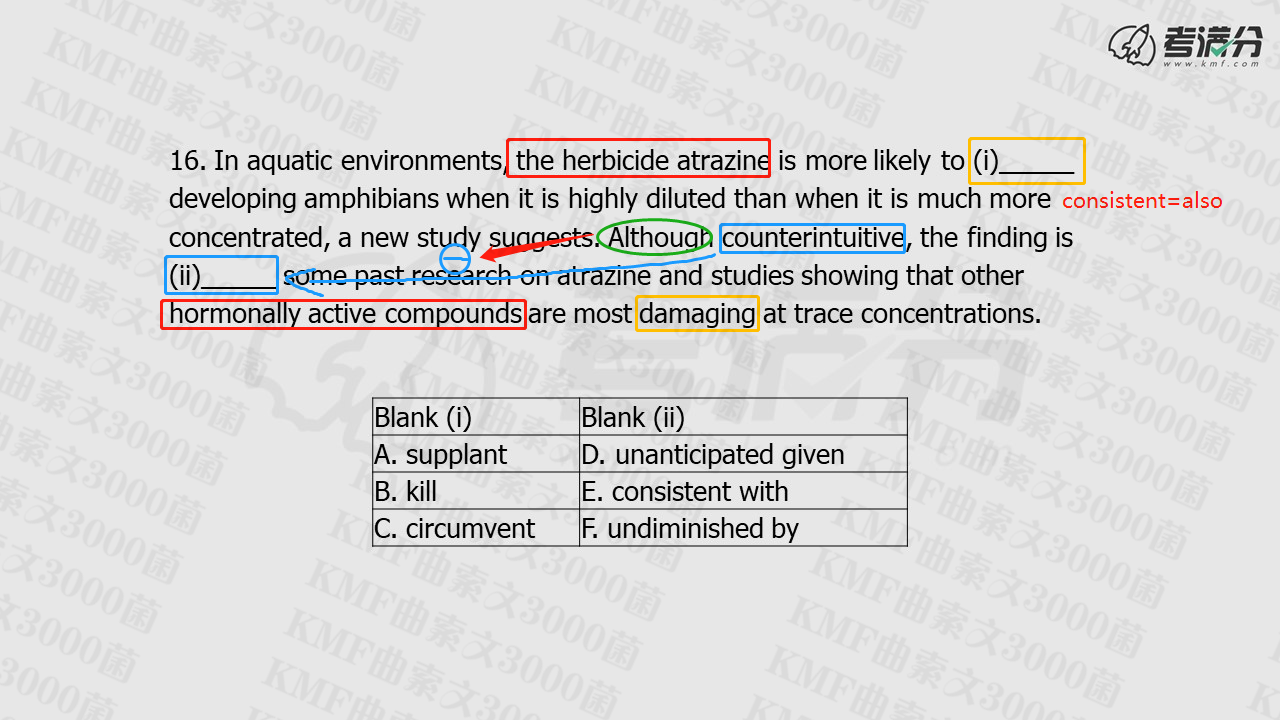 考满分
www.kmf.com
16. In aquatic environments, the herbicide atrazine is more likely to (i)______
developing amphibians when it is highly diluted than when it is much more consistent=also
concentrated, a new study suggests. Although counterintuitive, the finding is
(ii)______ some past research on atrazine and studies showing that other
hormonally active compounds are most damaging at trace concentrations.
Blank (i) Blank (ii)
A. supplant D. unanticipated given
B. kill E. consistent with
C. circumvent F. undiminished by
KMF曲索文3000菌